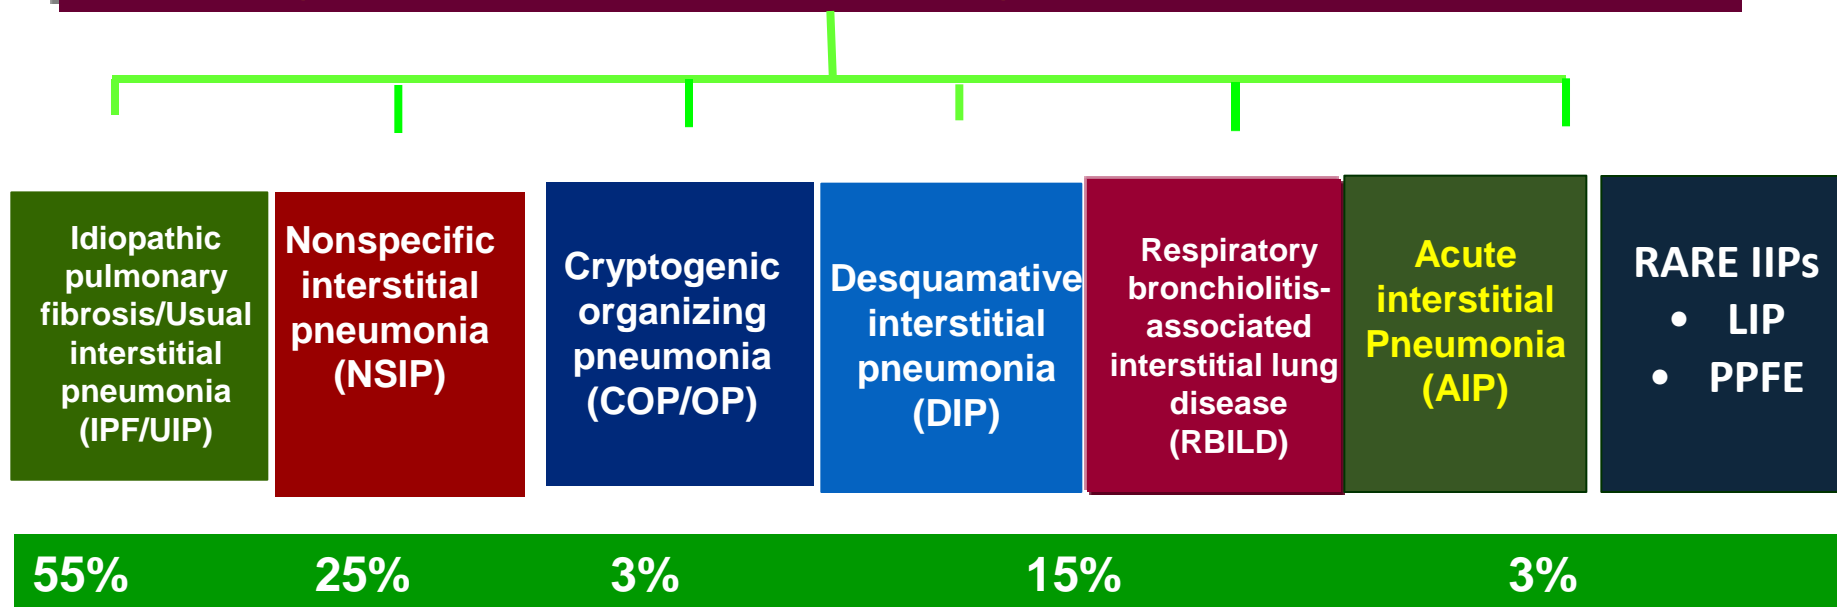 Idiopathic
pulmonary
fibrosis/Usual
interstitial
pneumonia
(IPF/UIP)
Nonspecific
interstitial
pneumonia
(NSIP)
Cryptogenic
organizing
pneumonia
(COP/OP)
Desquamative
interstitial
pneumonia
(DIP)
Respiratory
bronchiolitis-
associated
interstitial lung
disease
(RBILD)
Acute
interstitial
Pneumonia
(AIP)
RARE IIPs
• LIP
• PPFE
55% 25% 3% 15% 3%